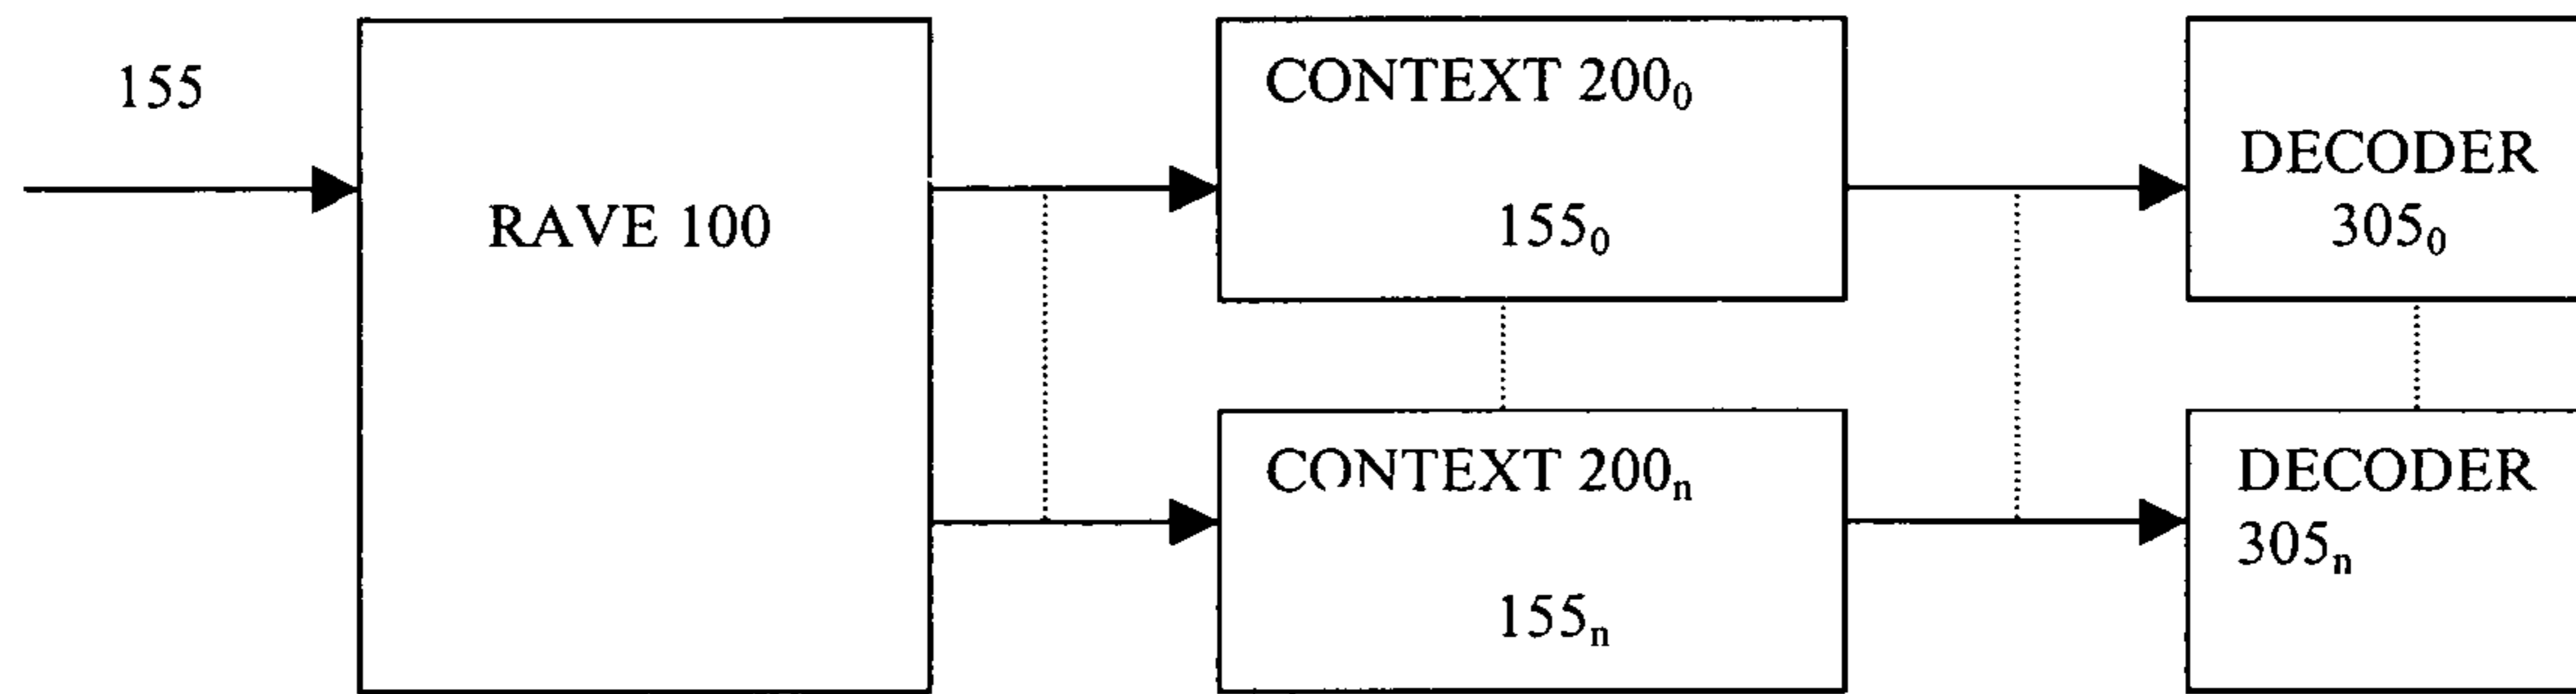 155
RAVE 100
CONTEXT 200₀
155₀
DECODER
305₀
CONTEXT 200ₙ
155ₙ
DECODER
305ₙ